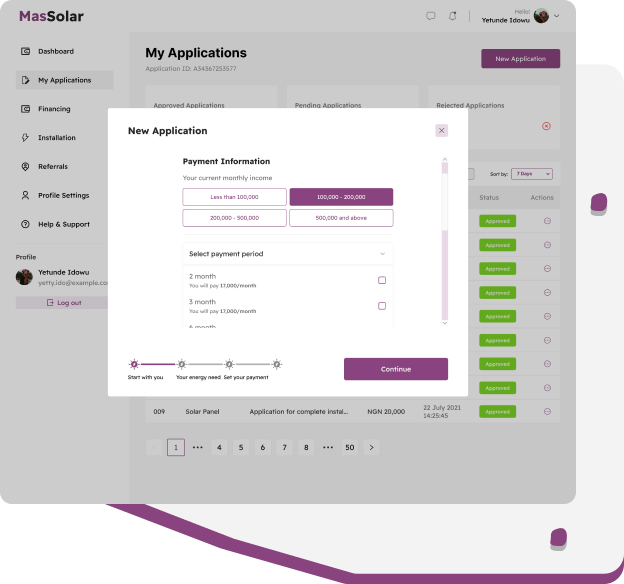 MasSolar
Hello!
Yetunde Idowu
Dashboard
My Applications
Financing
Installation
Referrals
Profile Settings
Help & Support
Profile
Yetunde Idowu
yetty.ido@example.co
Log out
My Applications
Application ID: A34367253577
New Application
Approved Applications
Pending Applications
Rejected Applications
Sort by:
7 Days
Status
Actions
Approved
Approved
Approved
Approved
Approved
Approved
Approved
Approved
009
Solar Panel
Application for complete instal...
NGN 20,000
22 July 2021
14:25:45
Approved
1 ••• 4 5 6 7 8 ••• 50 >
New Application
Payment Information
Your current monthly income
Less than 100,000
100,000 - 200,000
200,000 - 500,000
500,000 and above
Select payment period
2 month
You will pay 17,000/month
3 month
You will pay 17,000/month
6 month
Start with you
Your energy need
Set your payment
Continue